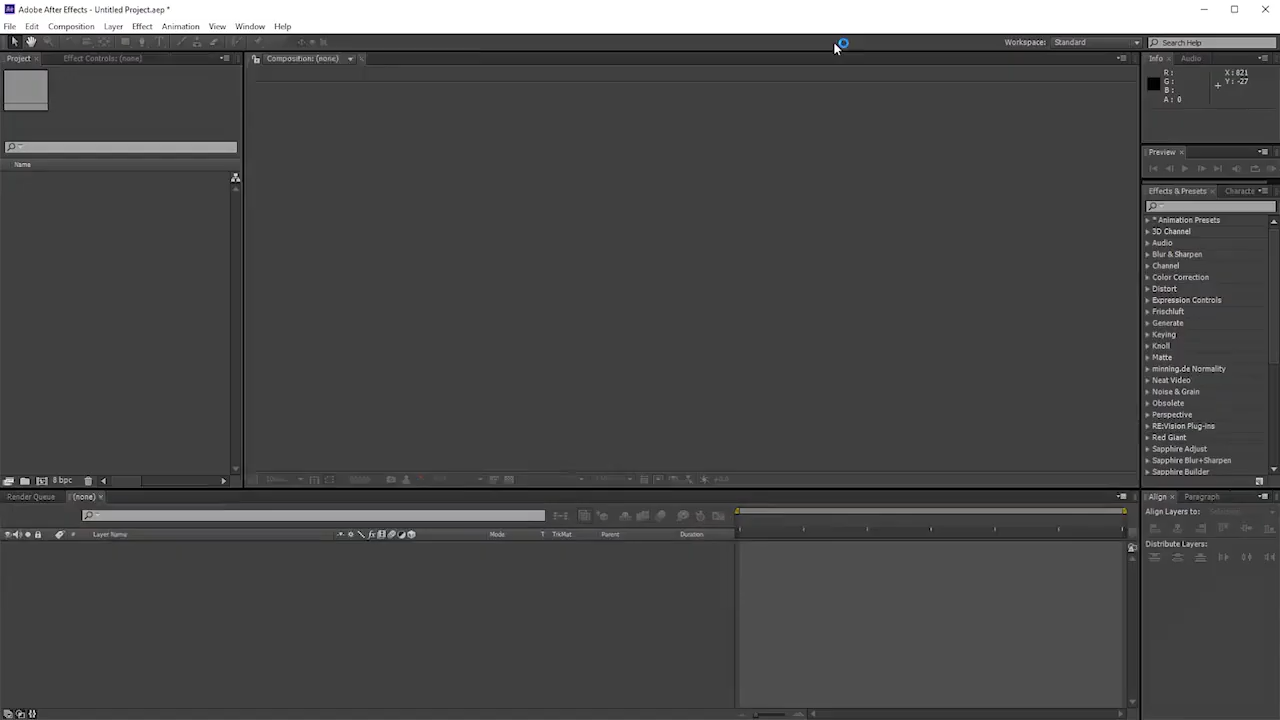 Adobe After Effects - Untitled Project.aep *
File Edit Composition Layer Effect Animation View Window Help
Workspace: Standard Search Help
Project Effect Controls: (none) Composition: (none) Info Audio
R: X: 821
G: Y: -27
B:
A: 0
Preview
Name
Effects & Presets Characte
* Animation Presets
3D Channel
Audio
Blur & Sharpen
Channel
Color Correction
Distort
Expression Controls
Frischluft
Generate
Keying
Knoll
Matte
minning.de Normality
Neat Video
Noise & Grain
Obsolete
Perspective
RE:Vision Plug-ins
Red Giant
Sapphire Adjust
Sapphire Blur+Sharpen
Sapphire Builder
8 bpc
Render Queue (none) Align Paragraph
Align Layers to:
# Layer Name Mode T TrkMat Parent Duration
Distribute Layers: